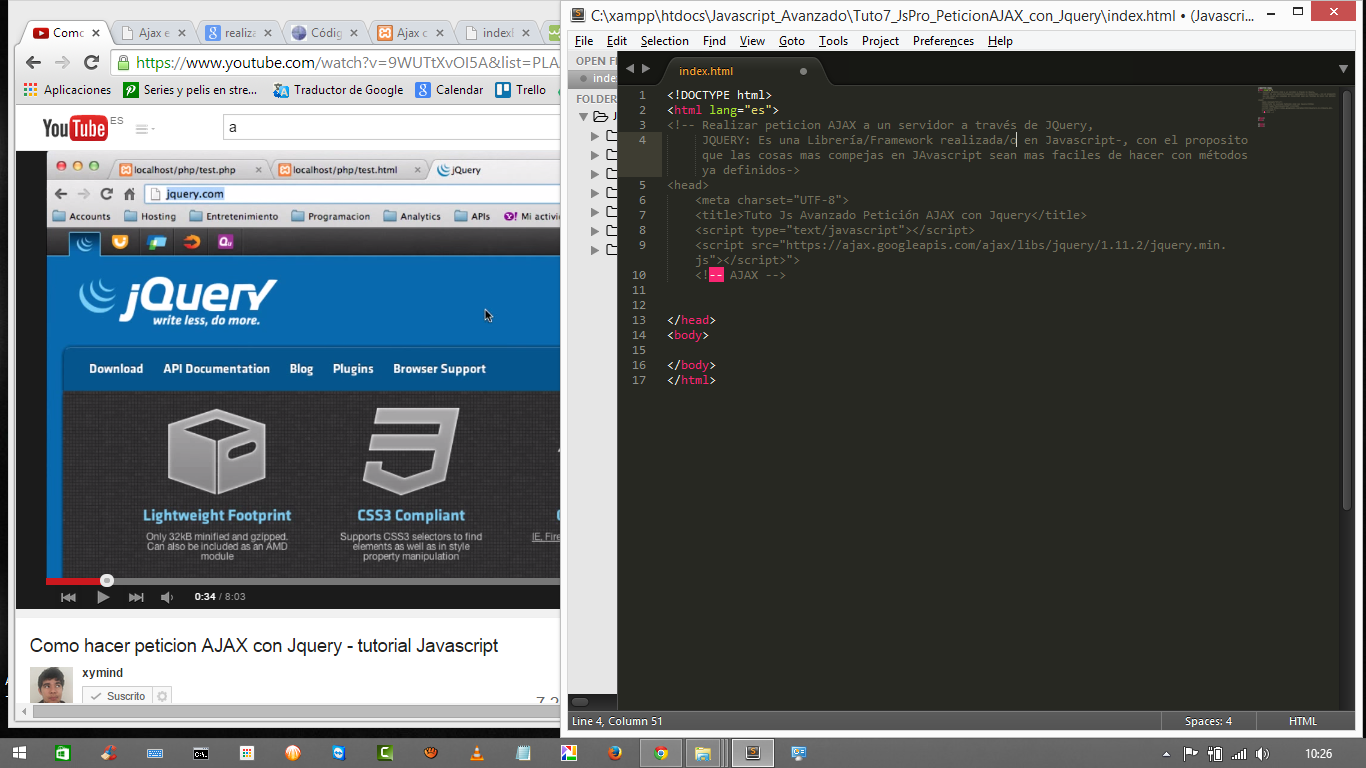 Como
Ajax e
realiza
Códig
Ajax c
indexl
https://www.youtube.com/watch?v=9WUTtXvOI5A&list=PLA
Aplicaciones
Series y pelis en stre...
Traductor de Google
Calendar
Trello
You Tube ES
a
localhost/php/test.php
localhost/php/test.html
jQuery
jquery.com
Accounts
Hosting
Entretenimiento
Programacion
Analytics
APIs
Mi activi
jQuery
write less, do more.
Download
API Documentation
Blog
Plugins
Browser Support
Lightweight Footprint
Only 32kB minified and gzipped.
Can also be included as an AMD
module
CSS3 Compliant
Supports CSS3 selectors to find
elements as well as in style
property manipulation
IE, Fire
0:34 / 8:03
Como hacer peticion AJAX con Jquery - tutorial Javascript
xymind
Suscrito
C:\xampp\htdocs\Javascript_Avanzado\Tuto7_JsPro_PeticionAJAX_con_Jquery\index.html • (Javascri...
File Edit Selection Find View Goto Tools Project Preferences Help
OPEN FI
inde
FOLDER
index.html
1 <!DOCTYPE html>
2 <html lang="es">
3 <!-- Realizar peticion AJAX a un servidor a través de JQuery,
4 JQUERY: Es una Librería/Framework realizada/o en Javascript-, con el proposito
que las cosas mas compejas en JAvascript sean mas faciles de hacer con métodos
ya definidos->
5 <head>
6 <meta charset="UTF-8">
7 <title>Tuto Js Avanzado Petición AJAX con Jquery</title>
8 <script type="text/javascript"></script>
9 <script src="https://ajax.googleapis.com/ajax/libs/jquery/1.11.2/jquery.min.
js"></script>">
10 <!-- AJAX -->
11
12
13 </head>
14 <body>
15
16 </body>
17 </html>
Line 4, Column 51
Spaces: 4
HTML
10:26